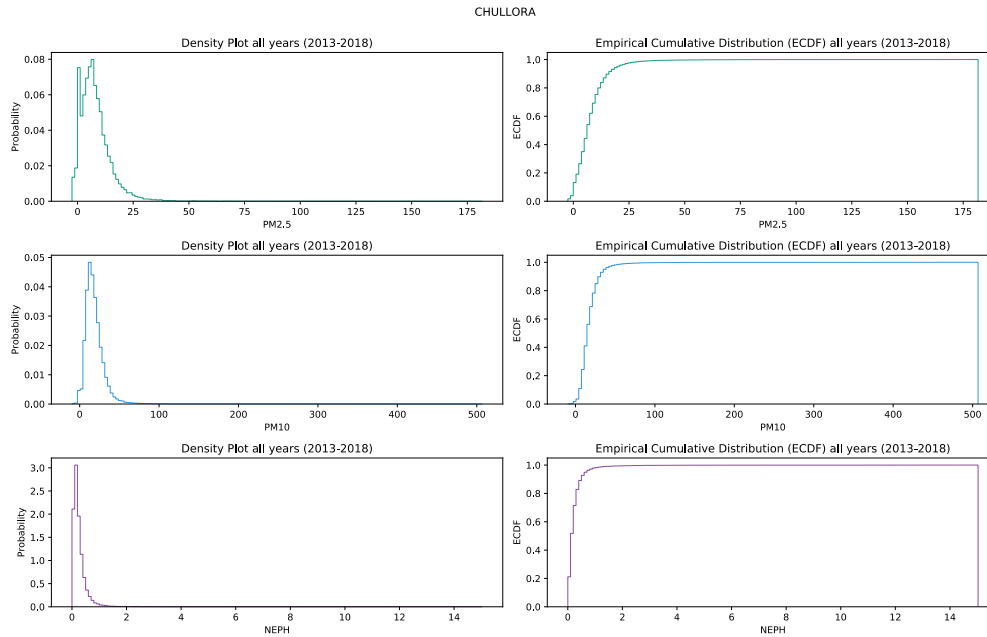 CHULLORA
Density Plot all years (2013-2018)
Probability
0.08
0.06
0.04
0.02
0.00
0 25 50 75 100 125 150 175
PM2.5
Empirical Cumulative Distribution (ECDF) all years (2013-2018)
ECDF
1.0
0.8
0.6
0.4
0.2
0.0
0 25 50 75 100 125 150 175
PM2.5
Density Plot all years (2013-2018)
Probability
0.05
0.04
0.03
0.02
0.01
0.00
0 100 200 300 400 500
PM10
Empirical Cumulative Distribution (ECDF) all years (2013-2018)
ECDF
1.0
0.8
0.6
0.4
0.2
0.0
0 100 200 300 400 500
PM10
Density Plot all years (2013-2018)
Probability
3.0
2.5
2.0
1.5
1.0
0.5
0.0
0 2 4 6 8 10 12 14
NEPH
Empirical Cumulative Distribution (ECDF) all years (2013-2018)
ECDF
1.0
0.8
0.6
0.4
0.2
0.0
0 2 4 6 8 10 12 14
NEPH